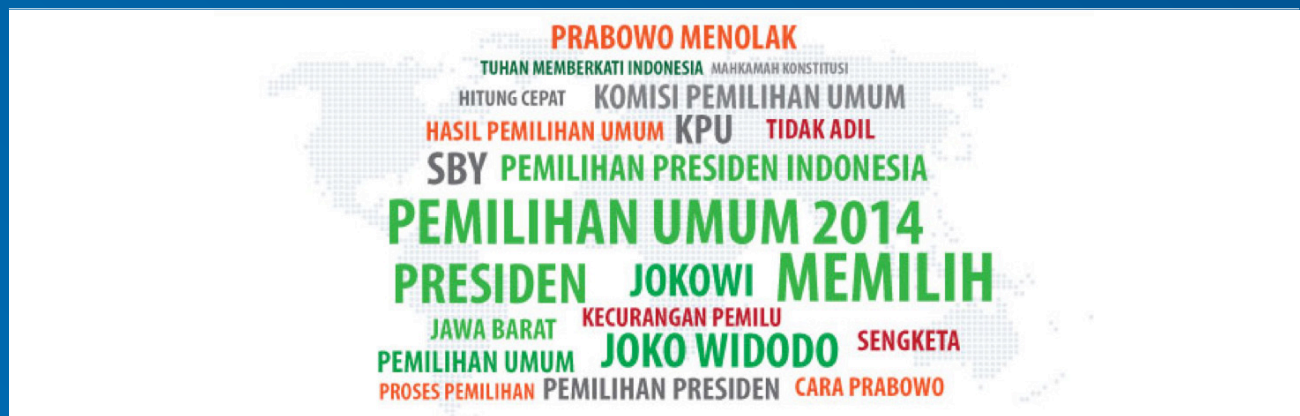 PRABOWO MENOLAK
TUHAN MEMBERKATI INDONESIA MAHKAMAH KONSTITUSI
HITUNG CEPAT KOMISI PEMILIHAN UMUM
HASIL PEMILIHAN UMUM KPU TIDAK ADIL
SBY PEMILIHAN PRESIDEN INDONESIA
PEMILIHAN UMUM 2014
PRESIDEN JOKOWI MEMILIH
JAWA BARAT KECURANGAN PEMILU
PEMILIHAN UMUM JOKO WIDODO SENGKETA
PROSES PEMILIHAN PEMILIHAN PRESIDEN CARA PRABOWO